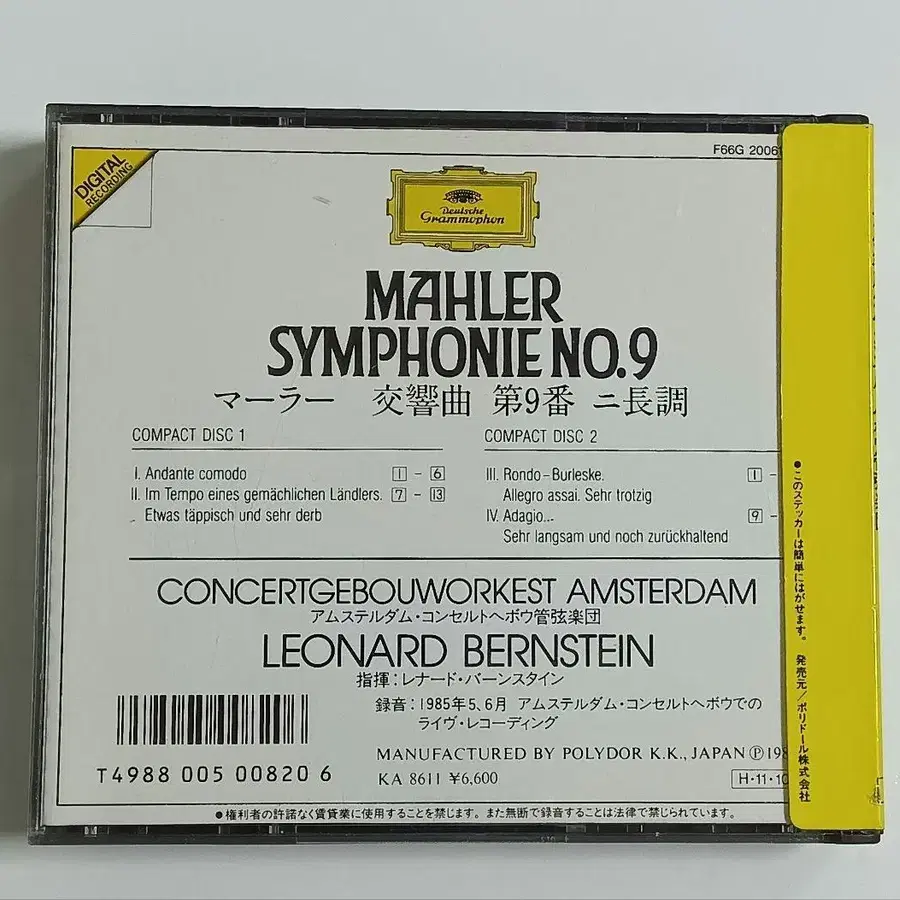 DIGITAL
RECORDING
F66G 2006
Deutsche
Grammophon
MAHLER
SYMPHONIE NO.9
マーラー 交響曲 第9番 ニ長調
COMPACT DISC 1
I. Andante comodo 1 - 6
II. Im Tempo eines gemächlichen Ländlers. 7 - 13
Etwas täppisch und sehr derb
COMPACT DISC 2
III. Rondo-Burleske. 1 -
Allegro assai. Sehr trotzig
IV. Adagio... 9 -
Sehr langsam und noch zurückhaltend
CONCERTGEBOUWORKEST AMSTERDAM
アムステルダム・コンセルトヘボウ管弦楽団
LEONARD BERNSTEIN
指揮:レナード・バーンスタイン
録音:1985年5、6月 アムステルダム・コンセルトヘボウでの
ライヴ・レコーディング
MANUFACTURED BY POLYDOR K.K., JAPAN Ⓟ198
KA 8611 ¥6,600
H·11·10
T4988 005 00820 6
●権利者の許諾なく賃貸業に使用することを禁じます。また無断で録音することは法律で禁じられています。
●このステッカーは簡単にはがせます。 発売元/ポリドール株式会社